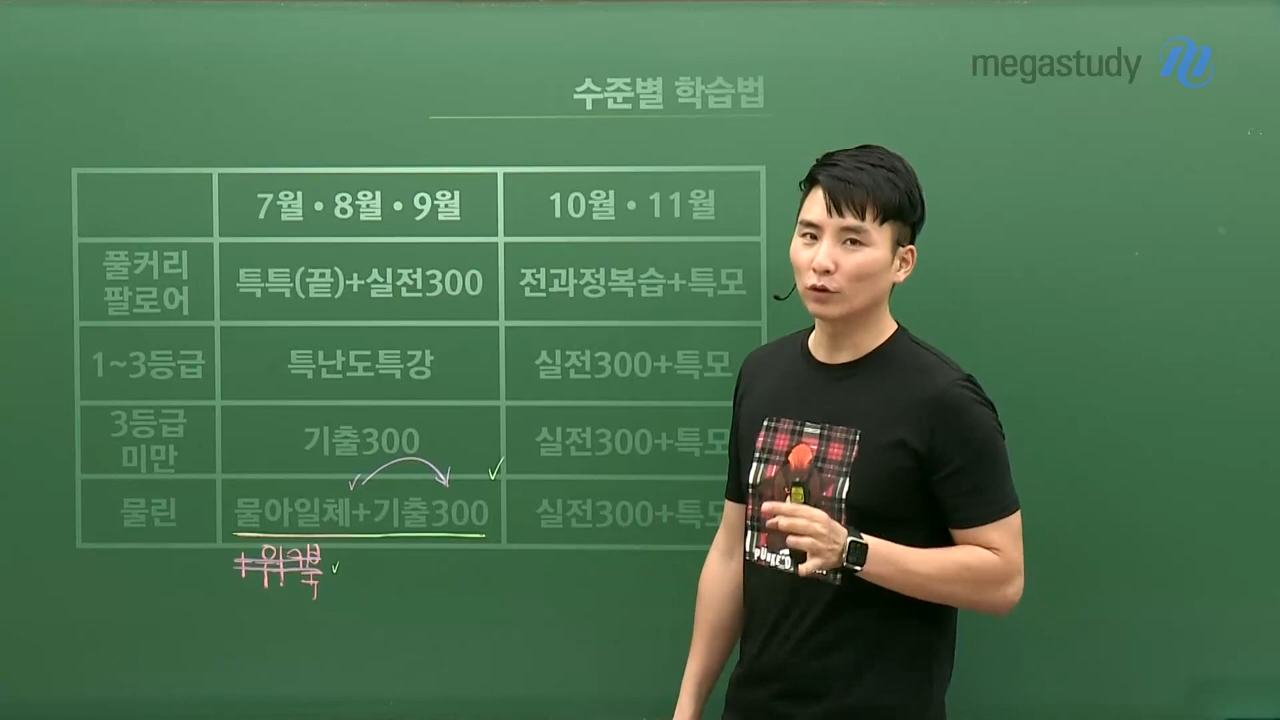 megastudy
수준별 학습법
7월 • 8월 • 9월
10월 • 11월
풀커리
팔로어
특특(끝)+실전300
전과정복습+특모
1~3등급
특난도특강
실전300+특모
3등급
미만
기출300
실전300+특모
물린
물아일체+기출300
실전300+특모